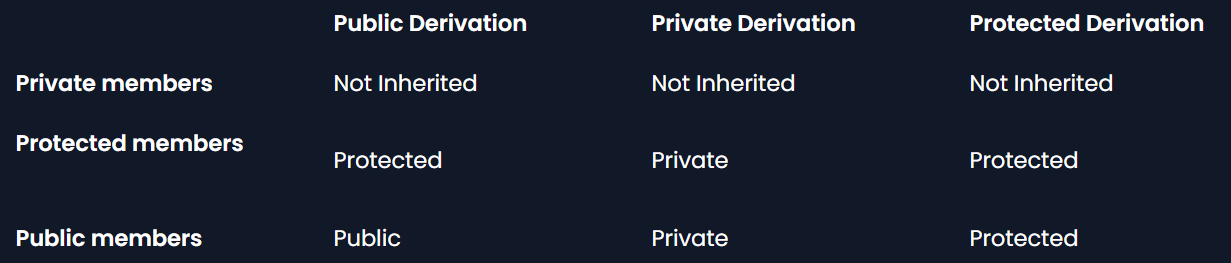 Public Derivation Private Derivation Protected Derivation
Private members Not Inherited Not Inherited Not Inherited
Protected members
Protected Private Protected
Public members Public Private Protected